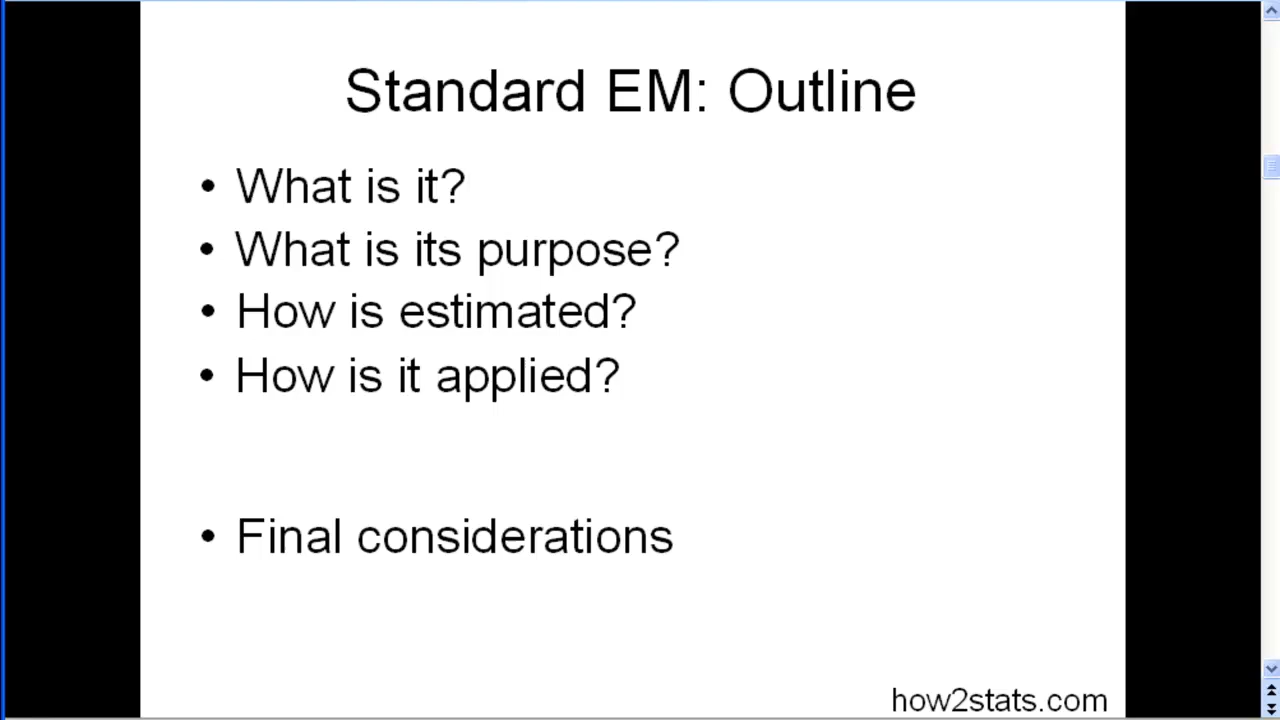 Standard EM: Outline
• What is it?
• What is its purpose?
• How is estimated?
• How is it applied?
• Final considerations
how2stats.com